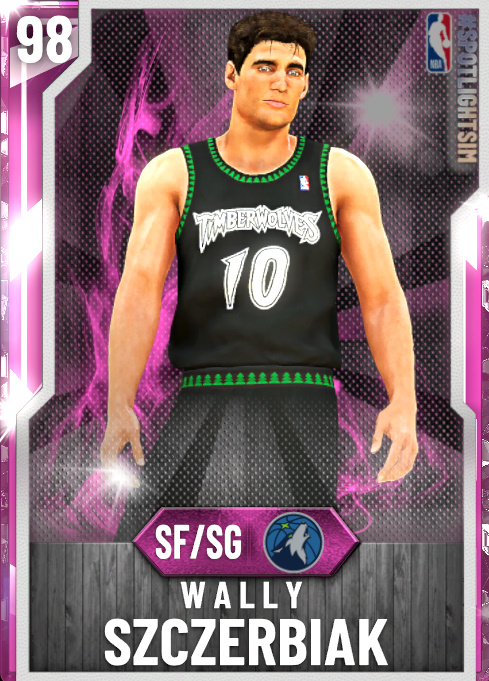 98
NBA
#SPOTLIGHTSIM
TIMBERWOLVES
10
SF/SG
WALLY
SZCZERBIAK